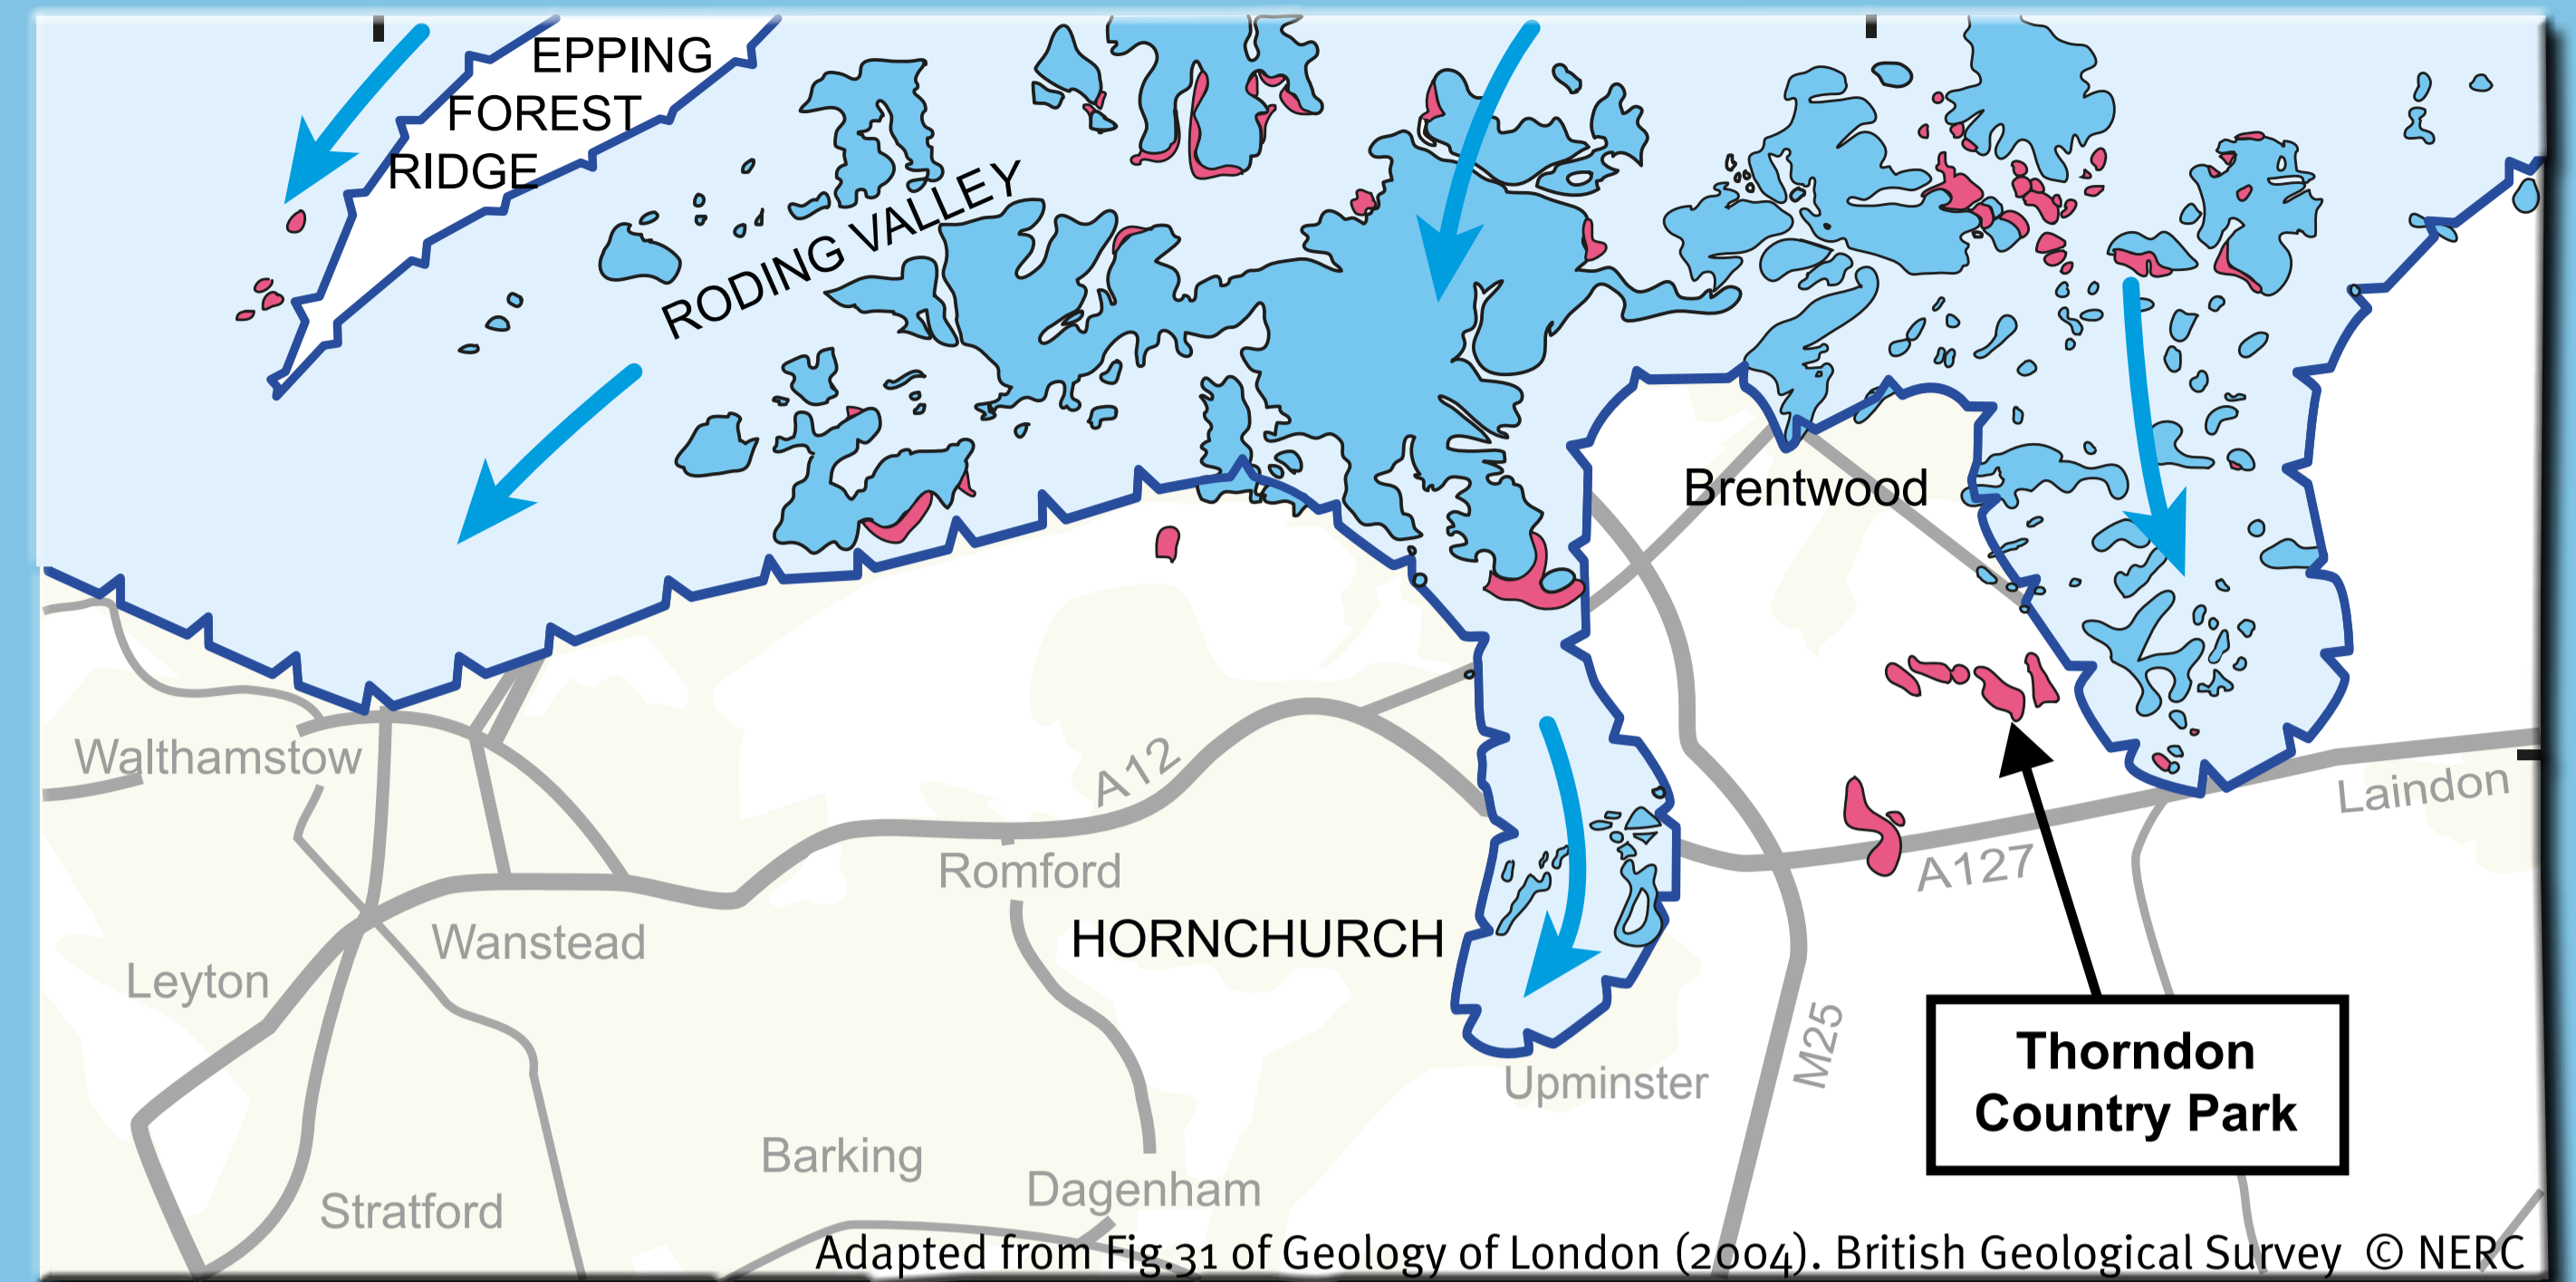 EPPING
FOREST
RIDGE
RODING VALLEY
Brentwood
Walthamstow
A12
Laindon
Romford
A127
HORNCHURCH
Wanstead
Leyton
M25
Thorndon
Country Park
Upminster
Barking
Dagenham
Stratford
Adapted from Fig.31 of Geology of London (2004). British Geological Survey © NERC